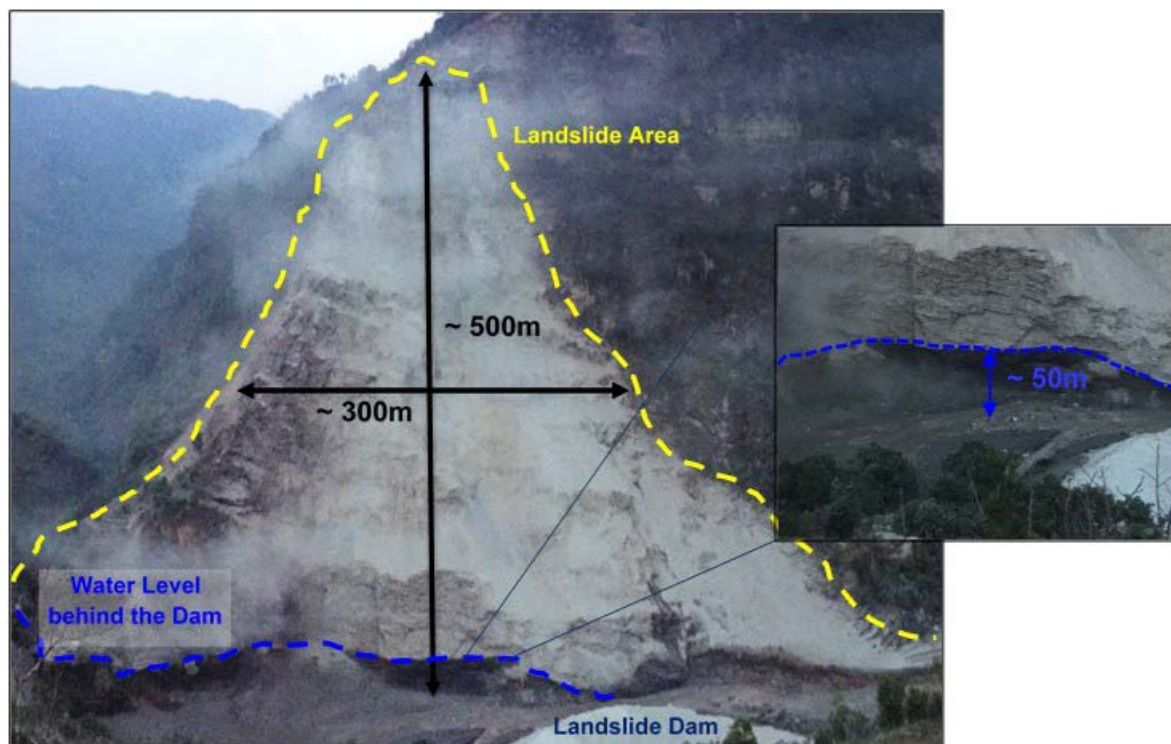 Landslide Area
~ 500m
~ 300m
~ 50m
Water Level
behind the Dam
Landslide Dam